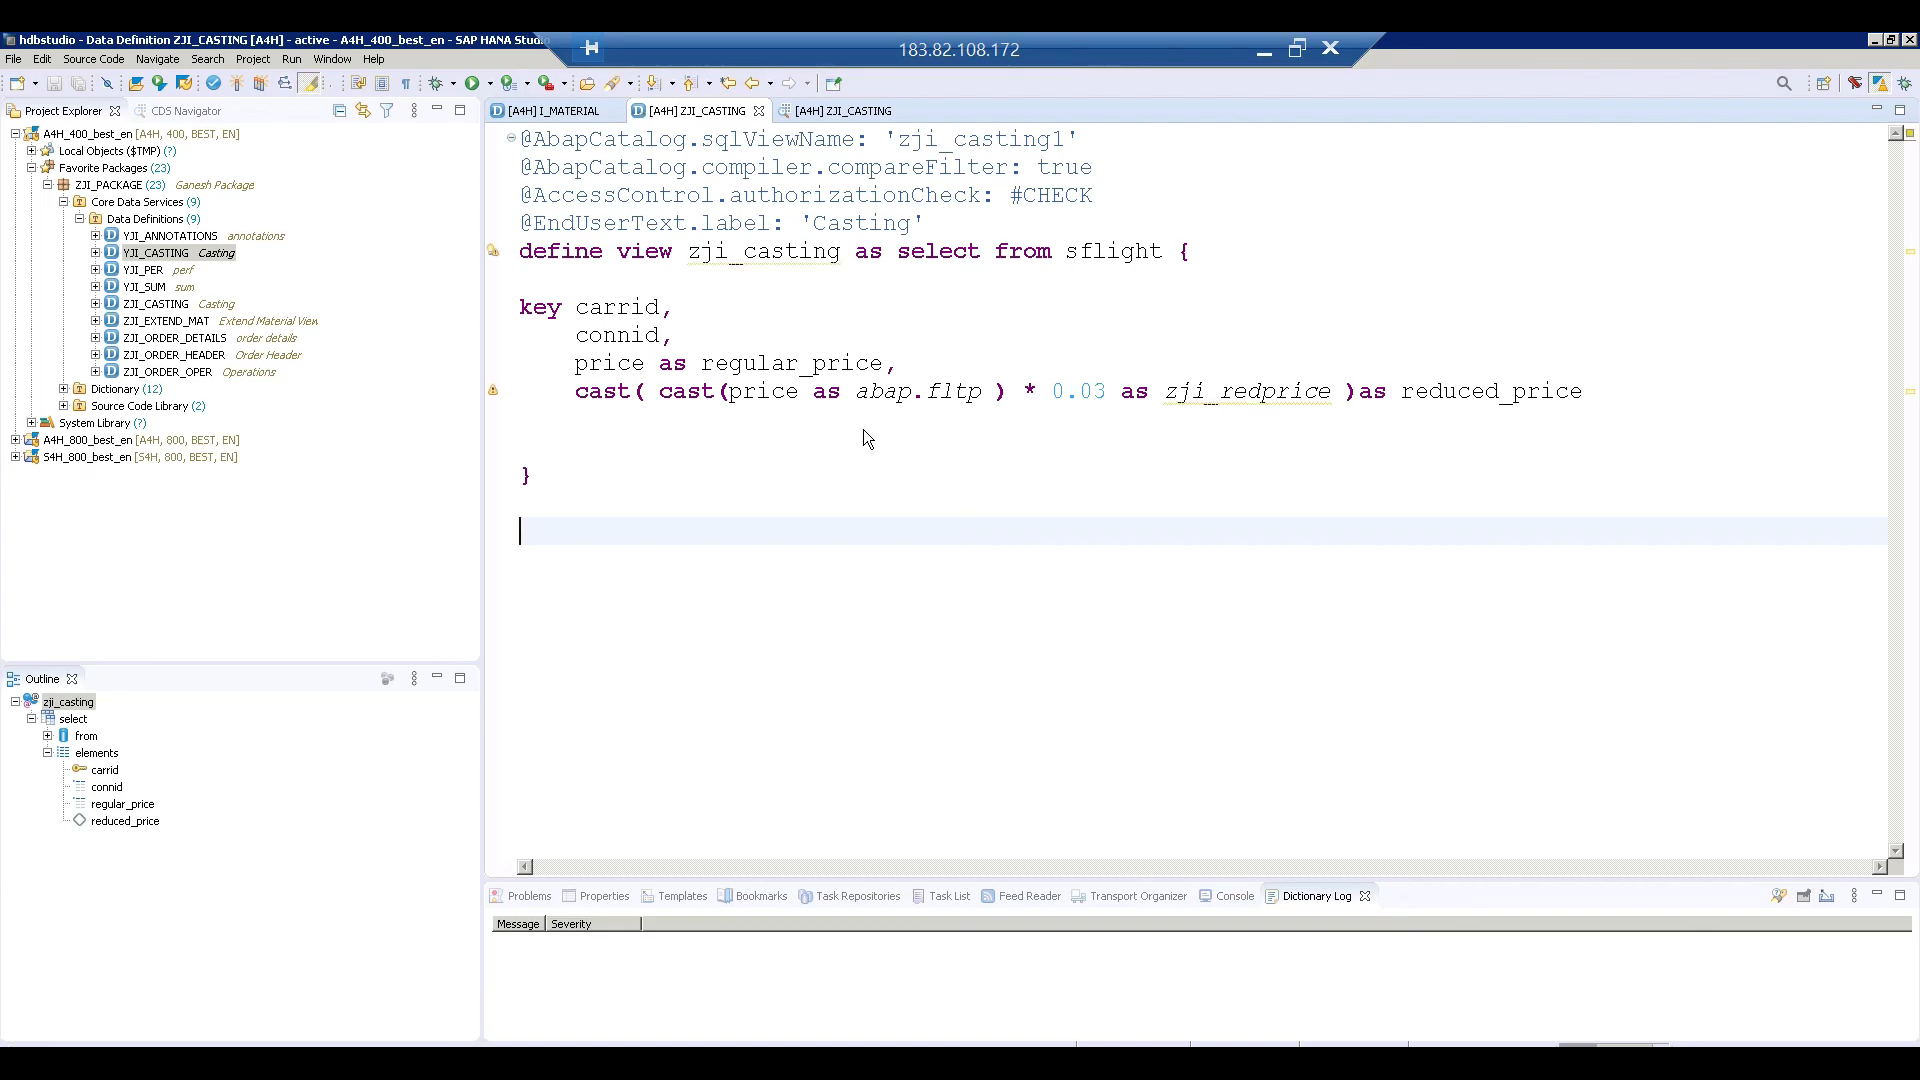 hdbstudio - Data Definition ZJI_CASTING [A4H] - active - A4H_400_best_en - SAP HANA Stud
183.82.108.172
File Edit Source Code Navigate Search Project Run Window Help
Project Explorer CDS Navigator
[A4H] I_MATERIAL [A4H] ZJI_CASTING [A4H] ZJI_CASTING
A4H_400_best_en [A4H, 400, BEST, EN]
Local Objects ($TMP) (?)
Favorite Packages (23)
ZJI_PACKAGE (23) Ganesh Package
Core Data Services (9)
Data Definitions (9)
YJI_ANNOTATIONS annotations
YJI_CASTING Casting
YJI_PER perf
YJI_SUM sum
ZJI_CASTING Casting
ZJI_EXTEND_MAT Extend Material View
ZJI_ORDER_DETAILS order details
ZJI_ORDER_HEADER Order Header
ZJI_ORDER_OPER Operations
Dictionary (12)
Source Code Library (2)
System Library (?)
A4H_800_best_en [A4H, 800, BEST, EN]
S4H_800_best_en [S4H, 800, BEST, EN]
@AbapCatalog.sqlViewName: 'zji_casting1'
@AbapCatalog.compiler.compareFilter: true
@AccessControl.authorizationCheck: #CHECK
@EndUserText.label: 'Casting'
define view zji_casting as select from sflight {
key carrid,
connid,
price as regular_price,
cast( cast(price as abap.fltp ) * 0.03 as zji_redprice )as reduced_price
}
Outline
zji_casting
select
from
elements
carrid
connid
regular_price
reduced_price
Problems Properties Templates Bookmarks Task Repositories Task List Feed Reader Transport Organizer Console Dictionary Log
Message Severity